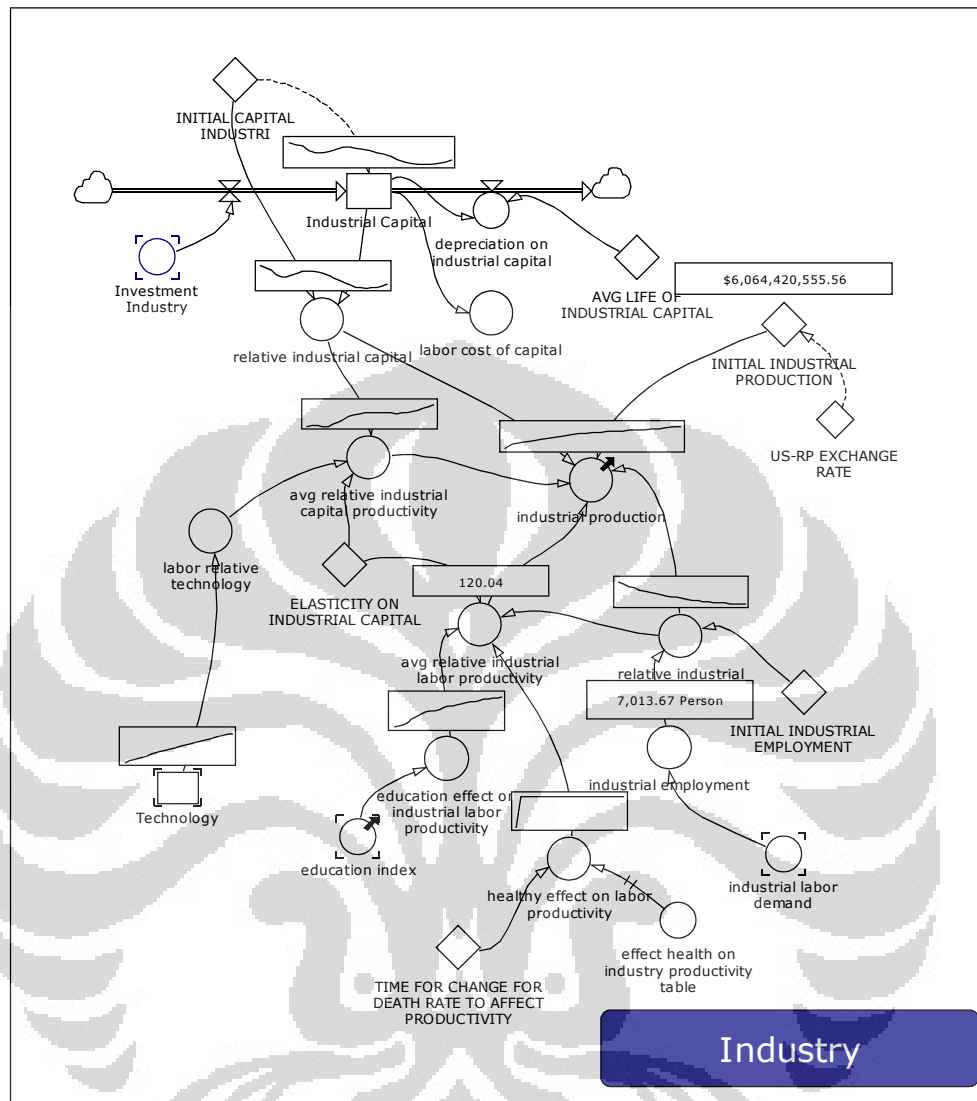 INITIAL CAPITAL
INDUSTRI
Industrial Capital
depreciation on
industrial capital
Investment
Industry
AVG LIFE OF
INDUSTRIAL CAPITAL
$6,064,420,555.56
relative industrial capital
labor cost of capital
INITIAL INDUSTRIAL
PRODUCTION
US-RP EXCHANGE
RATE
avg relative industrial
capital productivity
industrial production
labor relative
technology
ELASTICITY ON
INDUSTRIAL CAPITAL
120.04
avg relative industrial
labor productivity
relative industrial
7,013.67 Person
INITIAL INDUSTRIAL
EMPLOYMENT
industrial employment
Technology
education effect on
industrial labor
productivity
education index
healthy effect on labor
productivity
industrial labor
demand
effect health on
industry productivity
table
TIME FOR CHANGE FOR
DEATH RATE TO AFFECT
PRODUCTIVITY
Industry